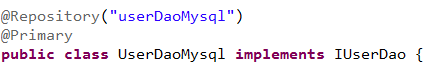 @Repository("userDaoMysql")
@Primary
public class UserDaoMysql implements IUserDao {